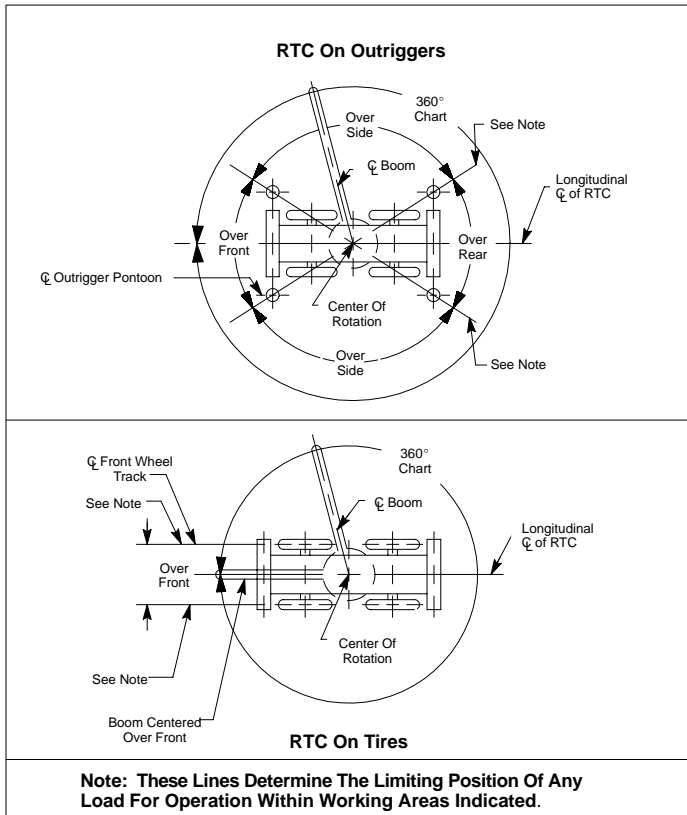 RTC On Outriggers
360°
Chart
Over
Side
See Note
℄ Boom
Longitudinal
℄ of RTC
Over
Front
Over
Rear
℄ Outrigger Pontoon
Center Of
Rotation
Over
Side
See Note
℄ Front Wheel
Track
360°
Chart
See Note
℄ Boom
Longitudinal
℄ of RTC
Over
Front
Center Of
Rotation
See Note
Boom Centered
Over Front
RTC On Tires
Note: These Lines Determine The Limiting Position Of Any
Load For Operation Within Working Areas Indicated.